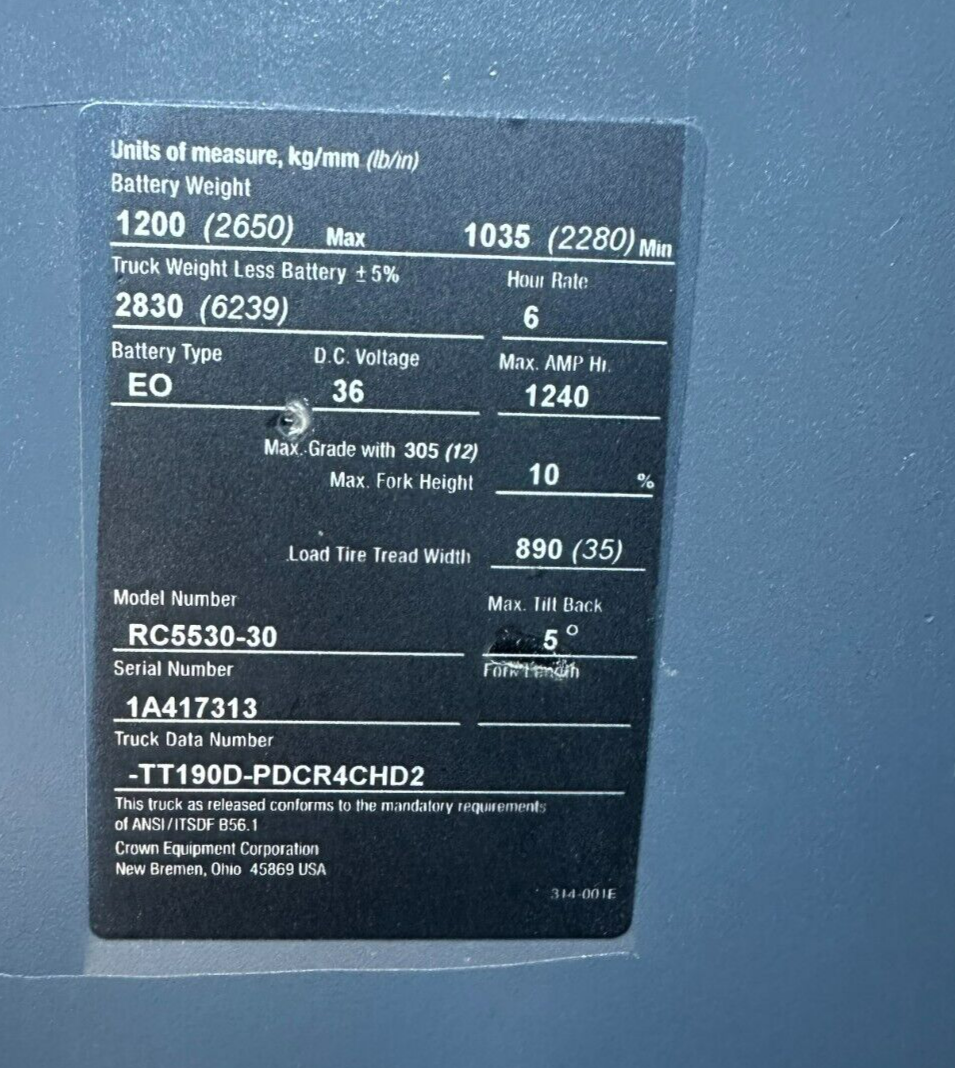 Units of measure, kg/mm (lb/in)
Battery Weight
1200 (2650) Max 1035 (2280) Min
Truck Weight Less Battery ± 5% Hour Rate
2830 (6239) 6
Battery Type D.C. Voltage Max. AMP Hr.
EO 36 1240
Max. Grade with 305 (12)
Max. Fork Height 10 %
Load Tire Tread Width 890 (35)
Model Number Max. Tilt Back
RC5530-30 5°
Serial Number Fork Length
1A417313
Truck Data Number
-TT190D-PDCR4CHD2
This truck as released conforms to the mandatory requirements
of ANSI/ITSDF B56.1
Crown Equipment Corporation
New Bremen, Ohio 45869 USA
314-001E